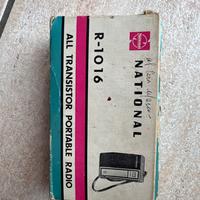 NATIONAL
R-1016
ALL TRANSISTOR PORTABLE RADIO